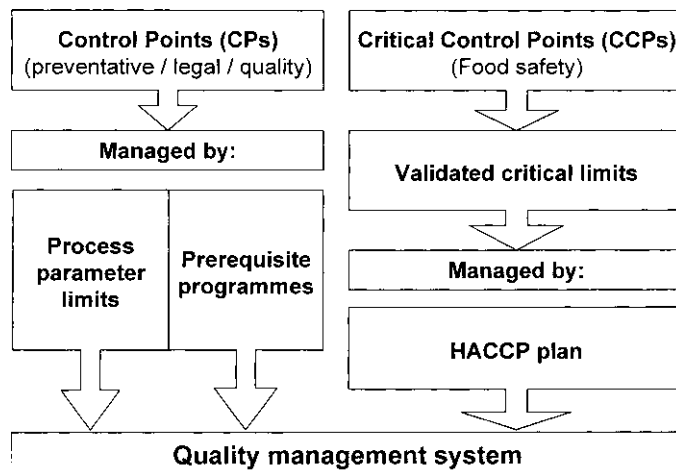 Control Points (CPs)
(preventative / legal / quality)
Managed by:
Process
parameter
limits
Prerequisite
programmes
Critical Control Points (CCPs)
(Food safety)
Validated critical limits
Managed by:
HACCP plan
Quality management system